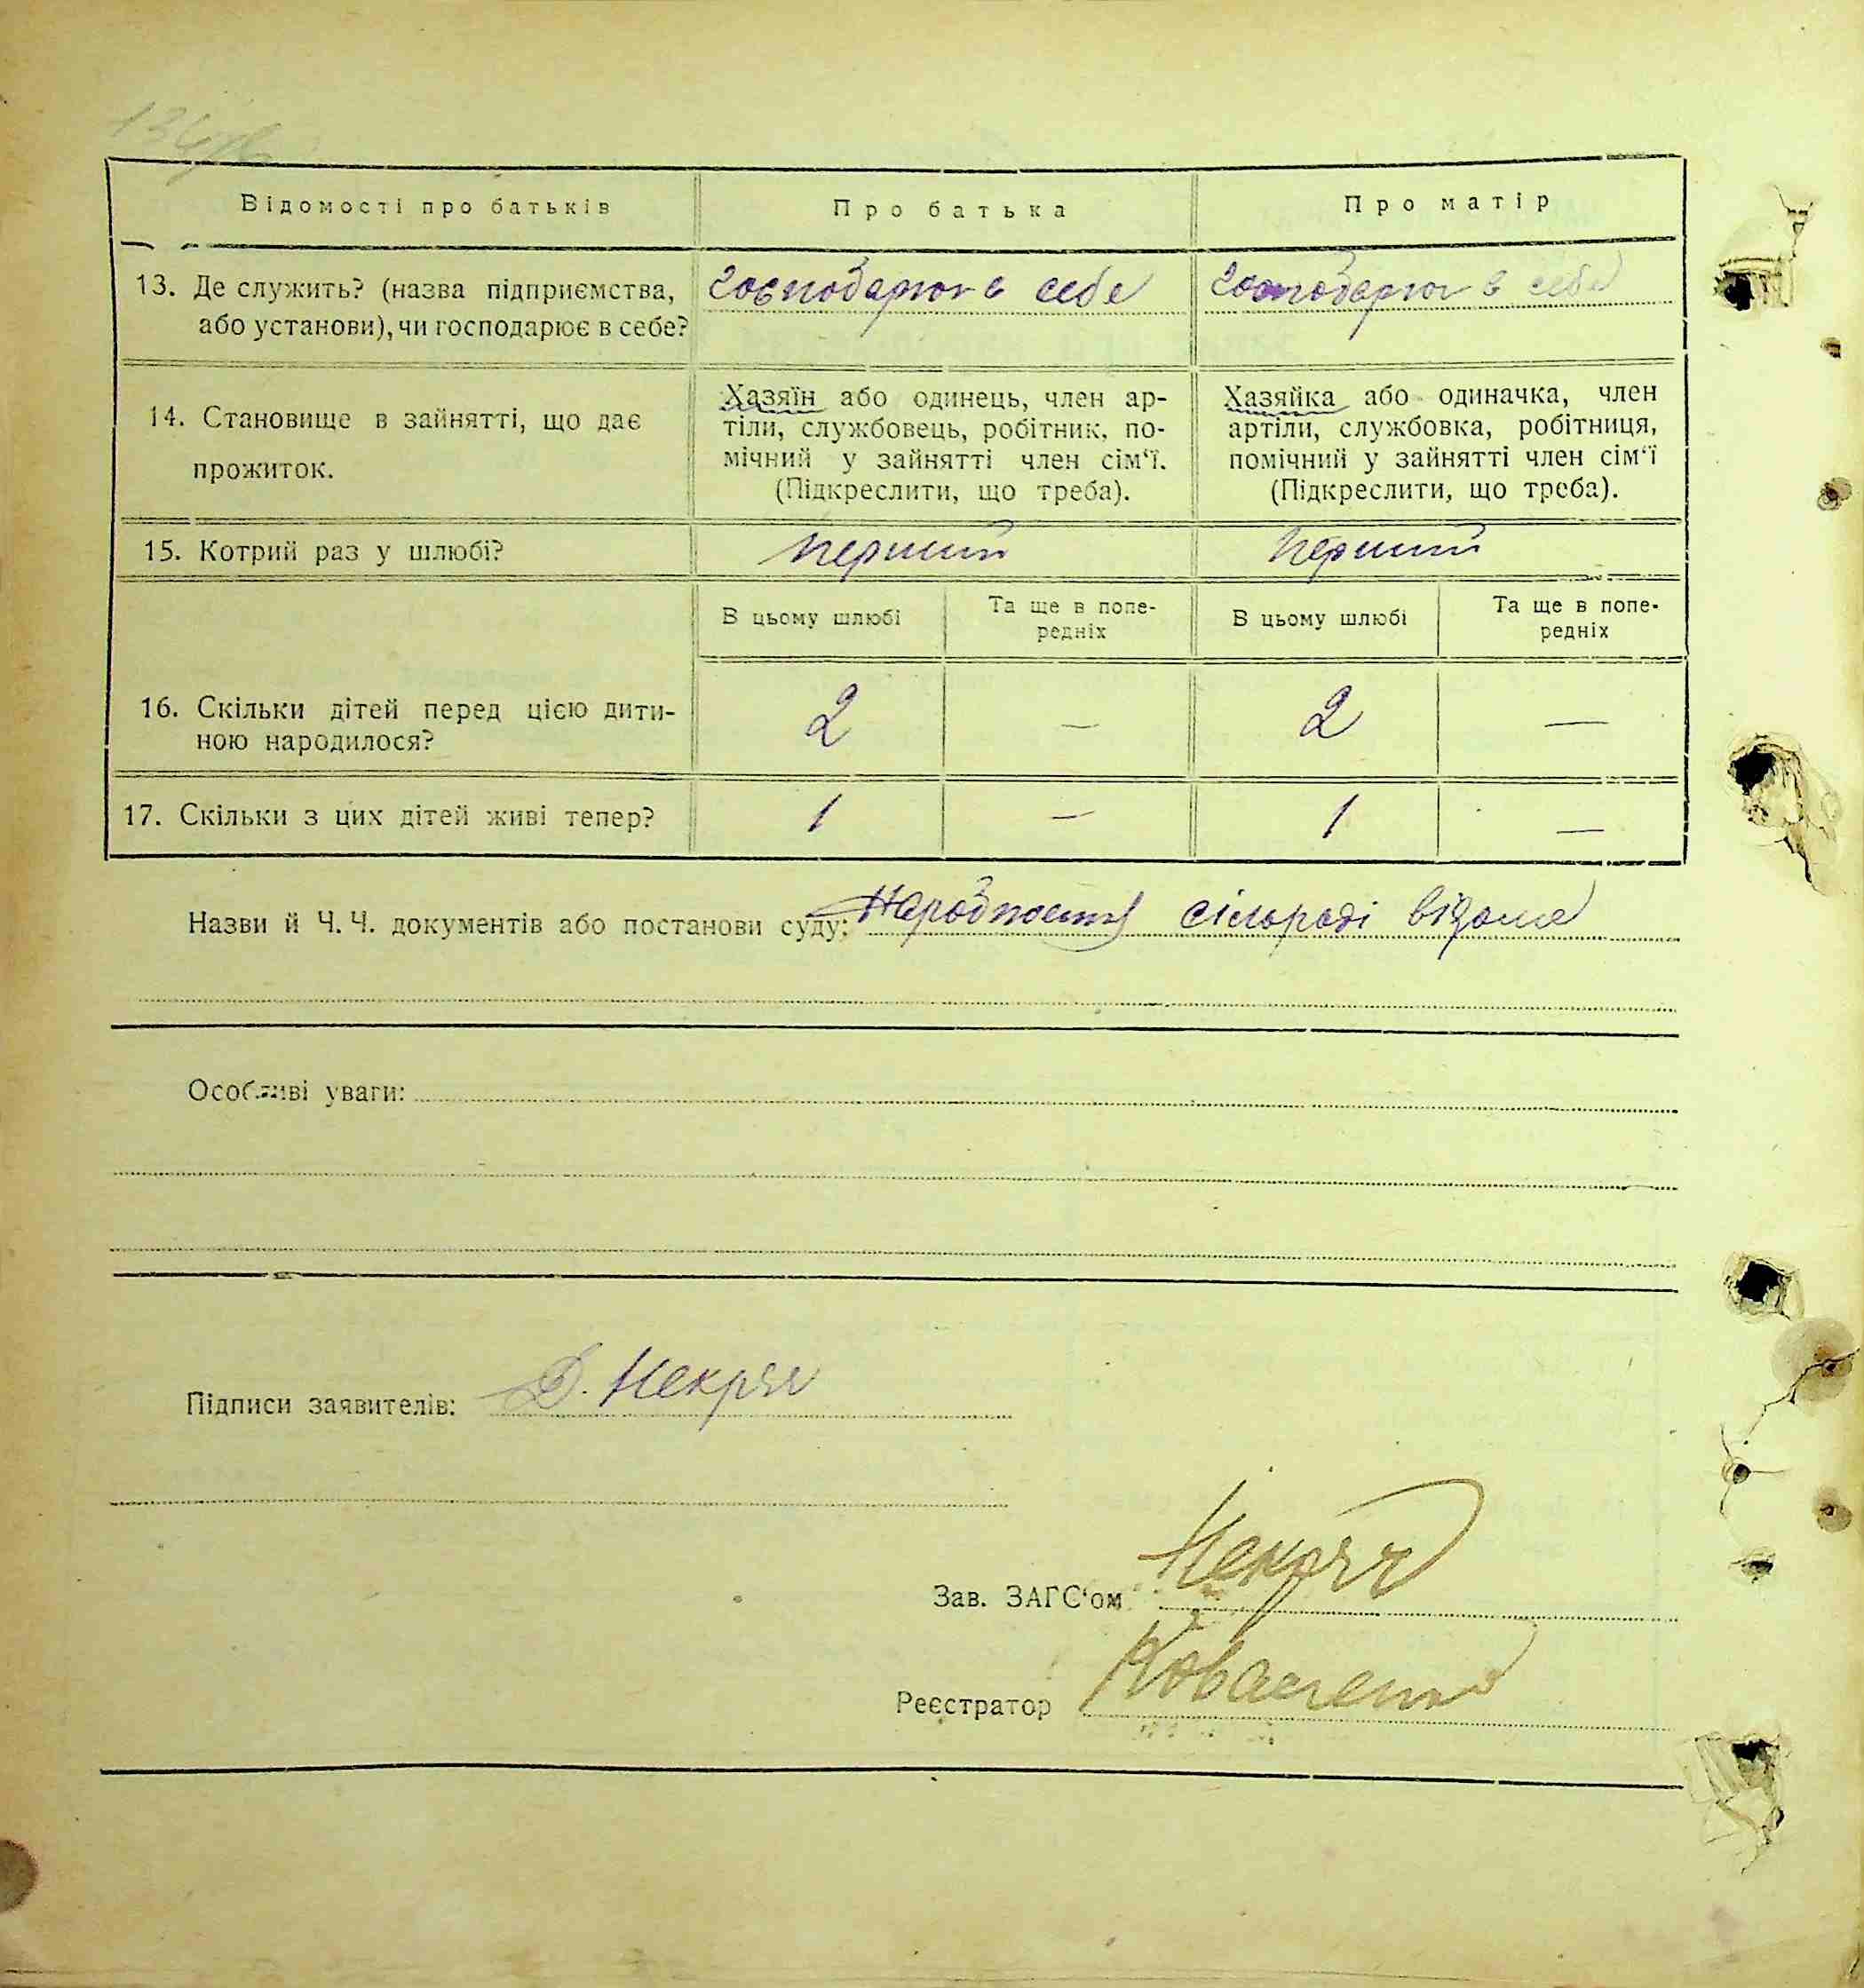 Відомості про батьків
Про батька
Про матір
13. Де служить? (назва підприємства, або установи), чи господарює в себе?
господарює в себе
господарює в себе
14. Становище в зайнятті, що дає прожиток.
Хазяїн або одинець, член ар-
тіли, службовець, робітник, по-
мічний у зайнятті член сім‘ї.
(Підкреслити, що треба).
Хазяйка або одиначка, член
артіли, службовка, робітниця,
помічний у зайнятті член сім‘ї
(Підкреслити, що треба).
15. Котрий раз у шлюбі?
перший
перший
В цьому шлюбі
Та ще в попе-
редніх
В цьому шлюбі
Та ще в попе-
редніх
16. Скільки дітей перед цією дити-
ною народилося?
2
—
2
—
17. Скільки з цих дітей живі тепер?
1
—
1
—
Назви й Ч. Ч. документів або постанови суду: сільраді відоме
Особливі уваги:
Підписи заявителів: Д. Некряч
Зав. ЗАГС‘ом Некряч
Реєстратор Коваленко